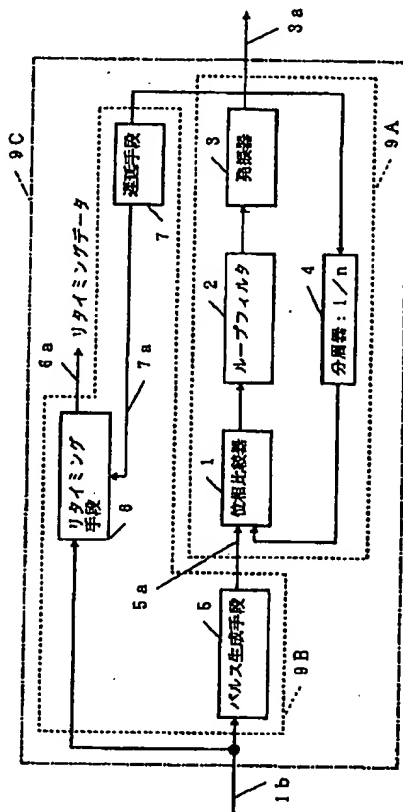 9C
6a
リタイミングデータ
リタイミング
手段
6
7a
遅延手段
7
3a
1b
パルス生成手段
5
5a
9B
位相比較器
1
ループフィルタ
2
発振器
3
分周器：1/n
4
9A